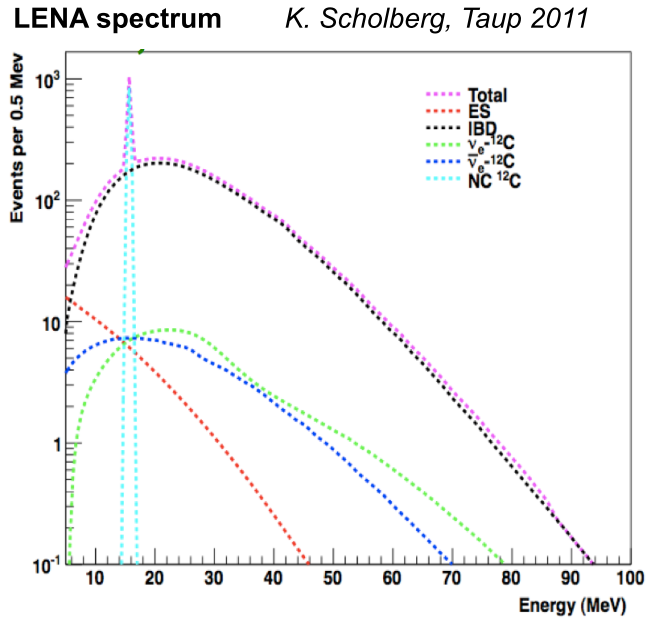 LENA spectrum K. Scholberg, Taup 2011
Events per 0.5 Mev
10³
10²
10
1
10⁻¹
Total
ES
IBD
νₑ-¹²C
ν̅ₑ-¹²C
NC ¹²C
10 20 30 40 50 60 70 80 90 100
Energy (MeV)